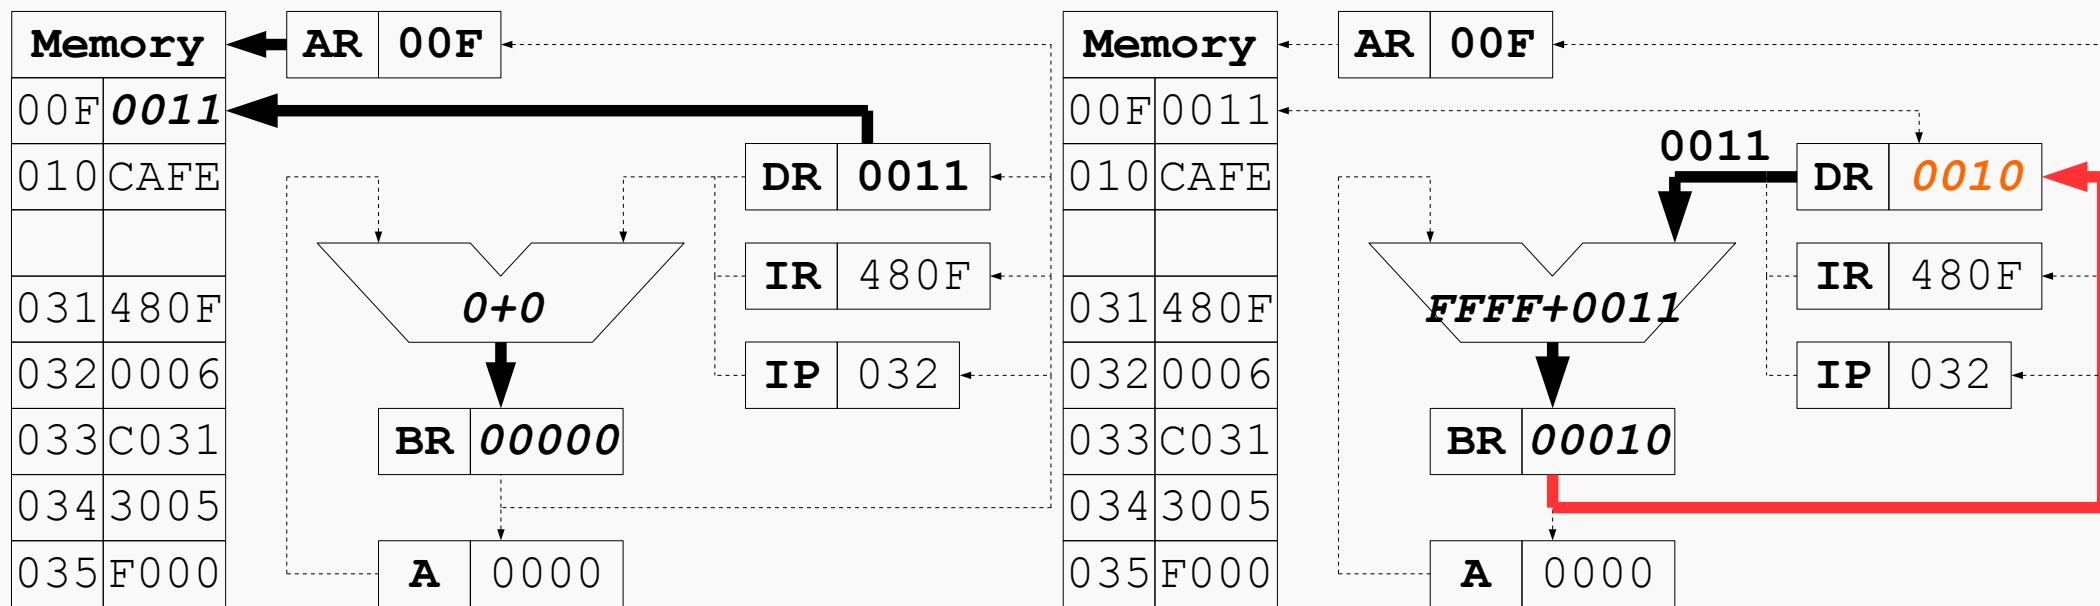 Memory AR 00F
00F 0011
010 CAFE DR 0011
IR 480F
031 480F 0+0
032 0006 IP 032
033 C031 BR 00000
034 3005
035 F000 A 0000
Memory AR 00F
00F 0011
0011
010 CAFE DR 0010
IR 480F
031 480F FFFF+0011
032 0006 IP 032
033 C031 BR 00010
034 3005
035 F000 A 0000